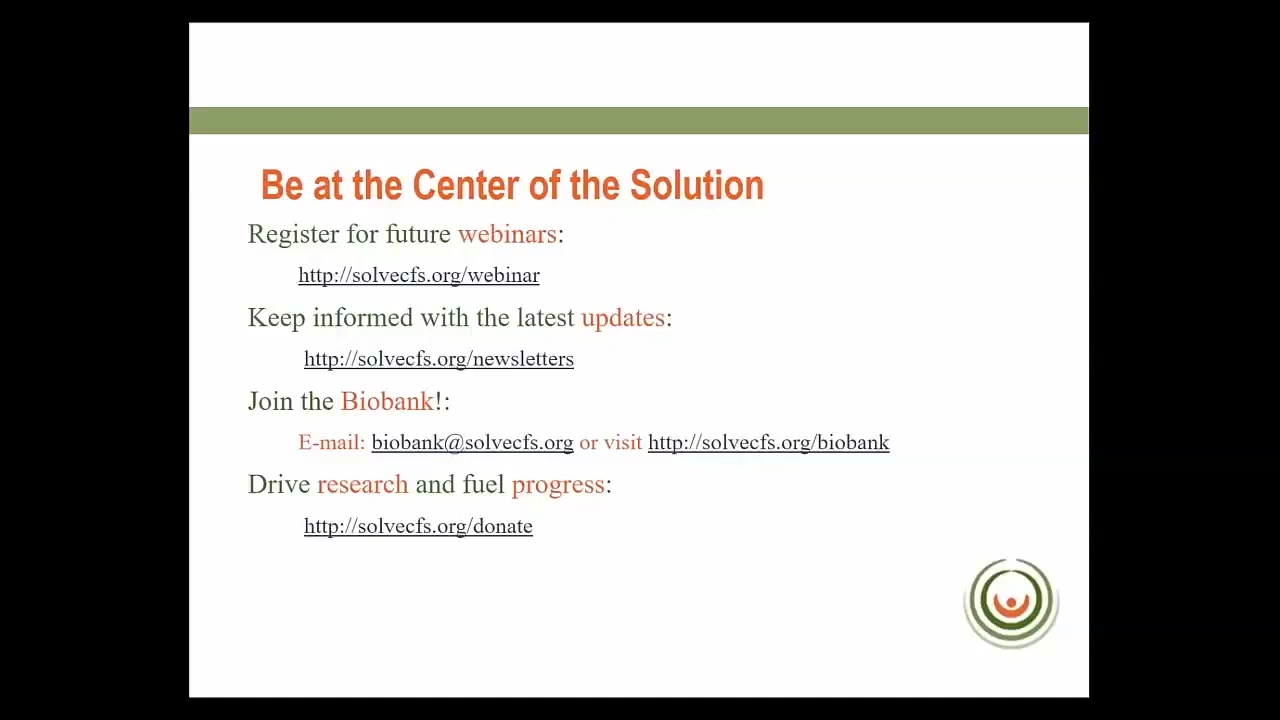 Be at the Center of the Solution
Register for future webinars:
http://solvecfs.org/webinar
Keep informed with the latest updates:
http://solvecfs.org/newsletters
Join the Biobank!:
E-mail: biobank@solvecfs.org or visit http://solvecfs.org/biobank
Drive research and fuel progress:
http://solvecfs.org/donate